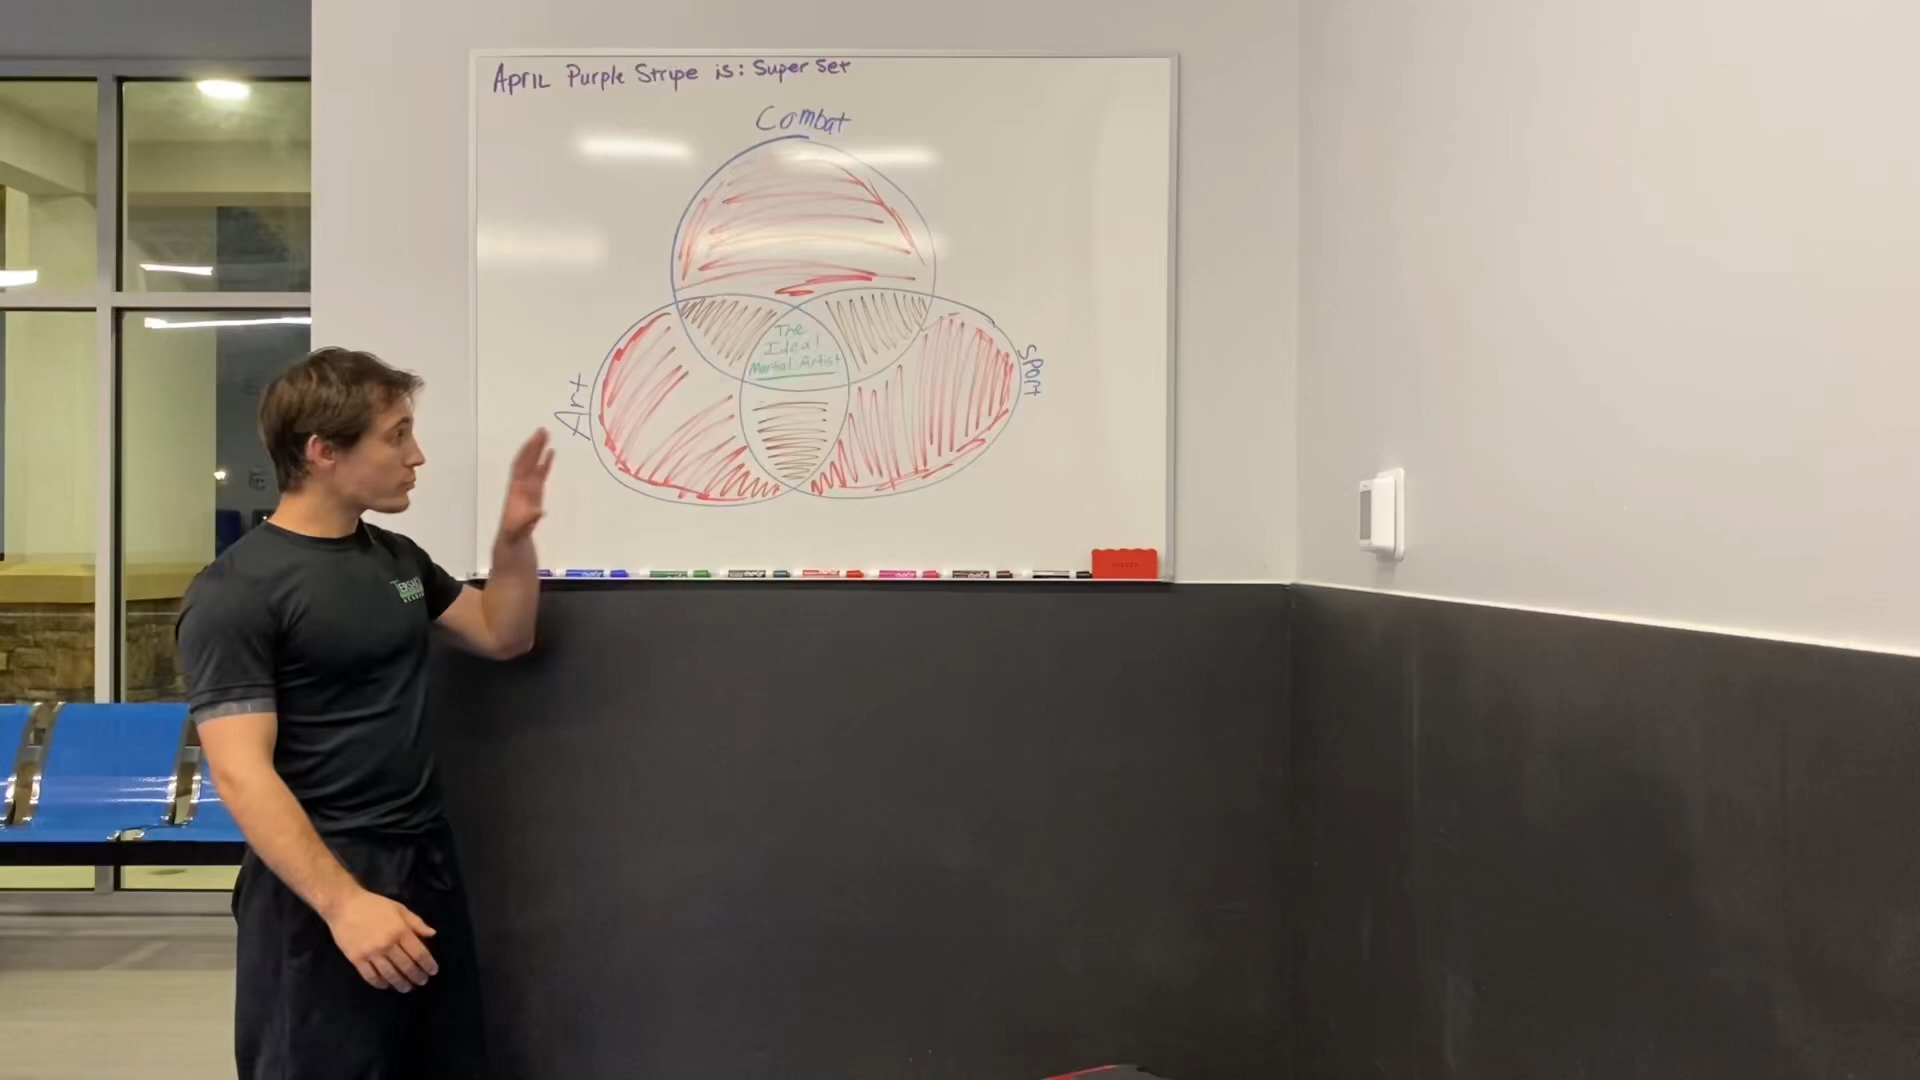 April Purple Stripe is: Super Set
Combat
The
Ideal
Martial Artist
Art
Sport